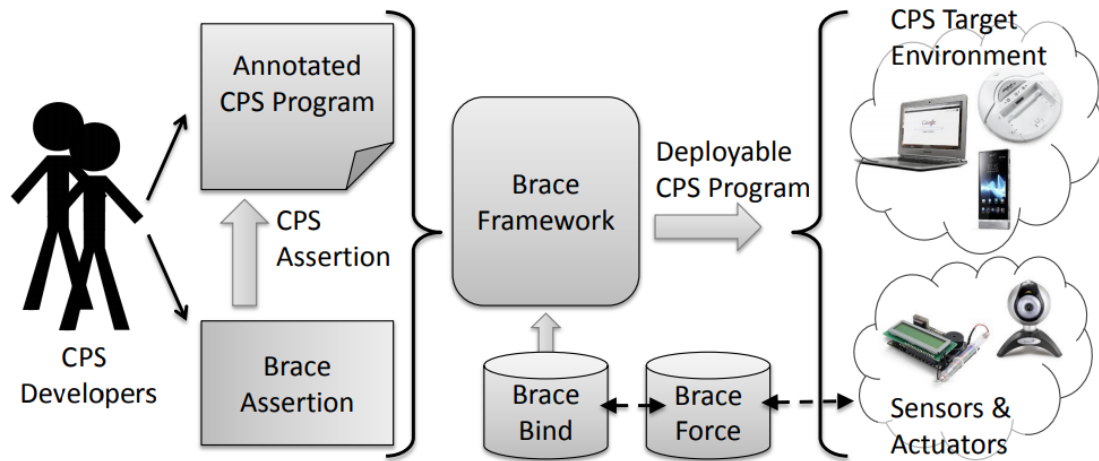 Annotated
CPS Program
CPS
Assertion
Brace
Assertion
CPS
Developers
Brace
Framework
Brace
Bind
Brace
Force
Deployable
CPS Program
CPS Target
Environment
Google
Sensors &
Actuators